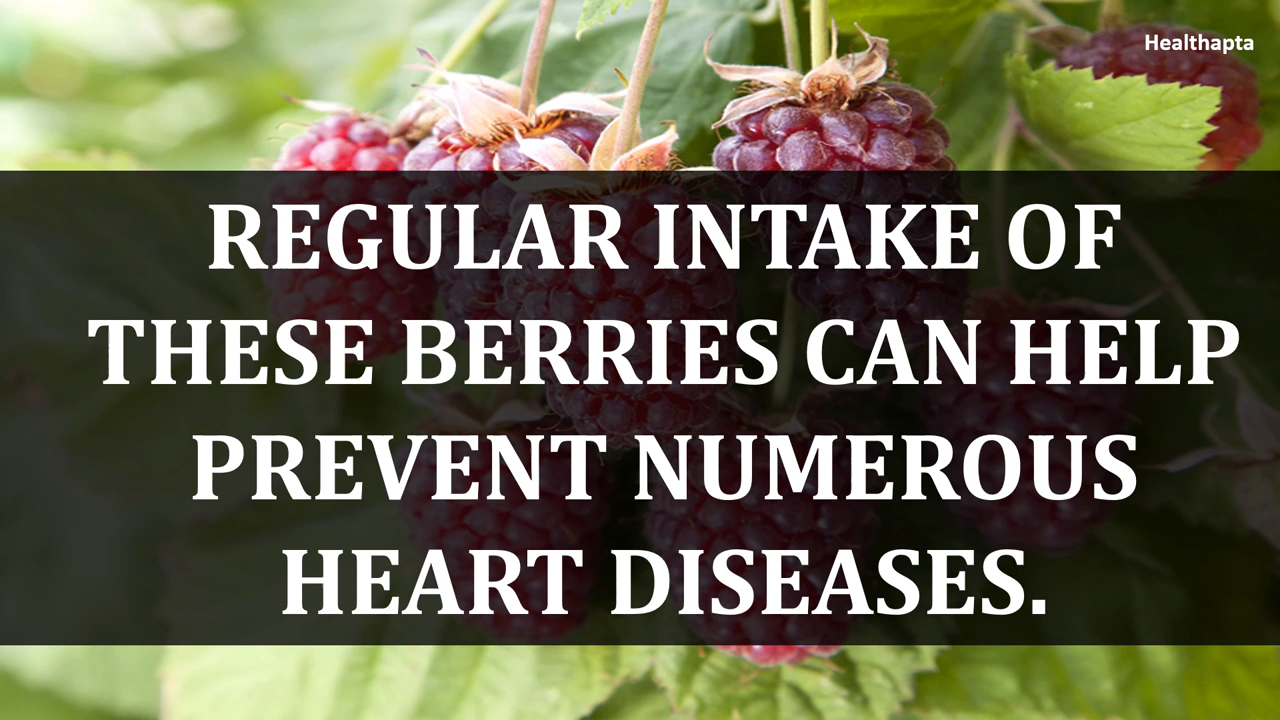 Healthapta
REGULAR INTAKE OF
THESE BERRIES CAN HELP
PREVENT NUMEROUS
HEART DISEASES.